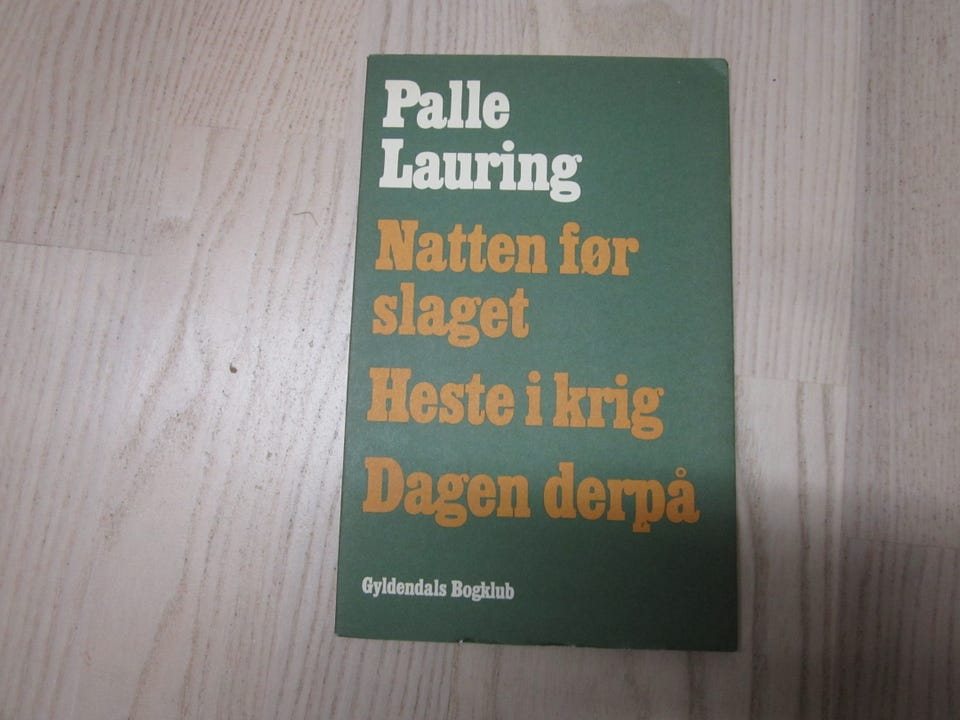 Palle
Lauring
Natten før
slaget
Heste i krig
Dagen derpå
Gyldendals Bogklub